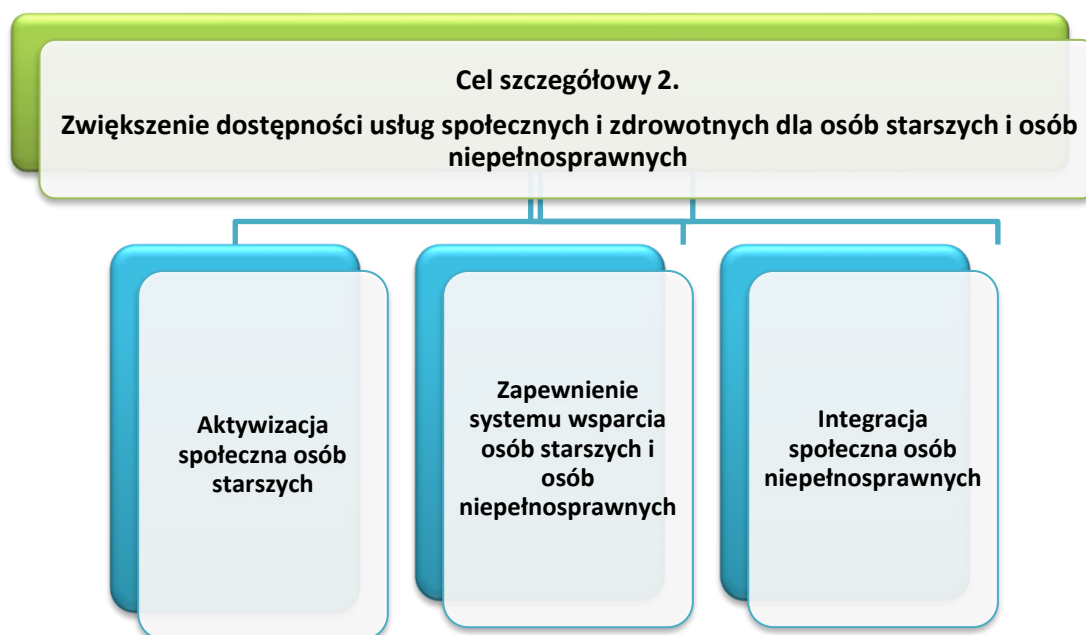 Cel szczegółowy 2.
Zwiększenie dostępności usług społecznych i zdrowotnych dla osób starszych i osób
niepełnosprawnych
Aktywizacja
społeczna osób
starszych
Zapewnienie
systemu wsparcia
osób starszych i
osób
niepełnosprawnych
Integracja
społeczna osób
niepełnosprawnych